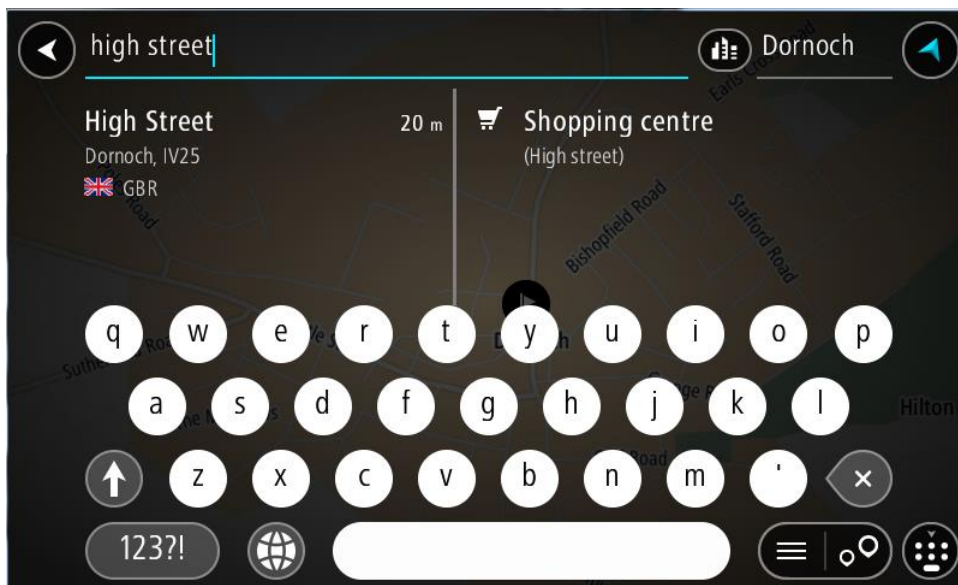 high street
Dornoch
High Street 20 m
Dornoch, IV25
GBR
Shopping centre
(High street)
Bishopfield Road
Stafford Road
q w e r t y u i o p
a s d f g h j k l
Hilton
z x c v b n m '
123?!